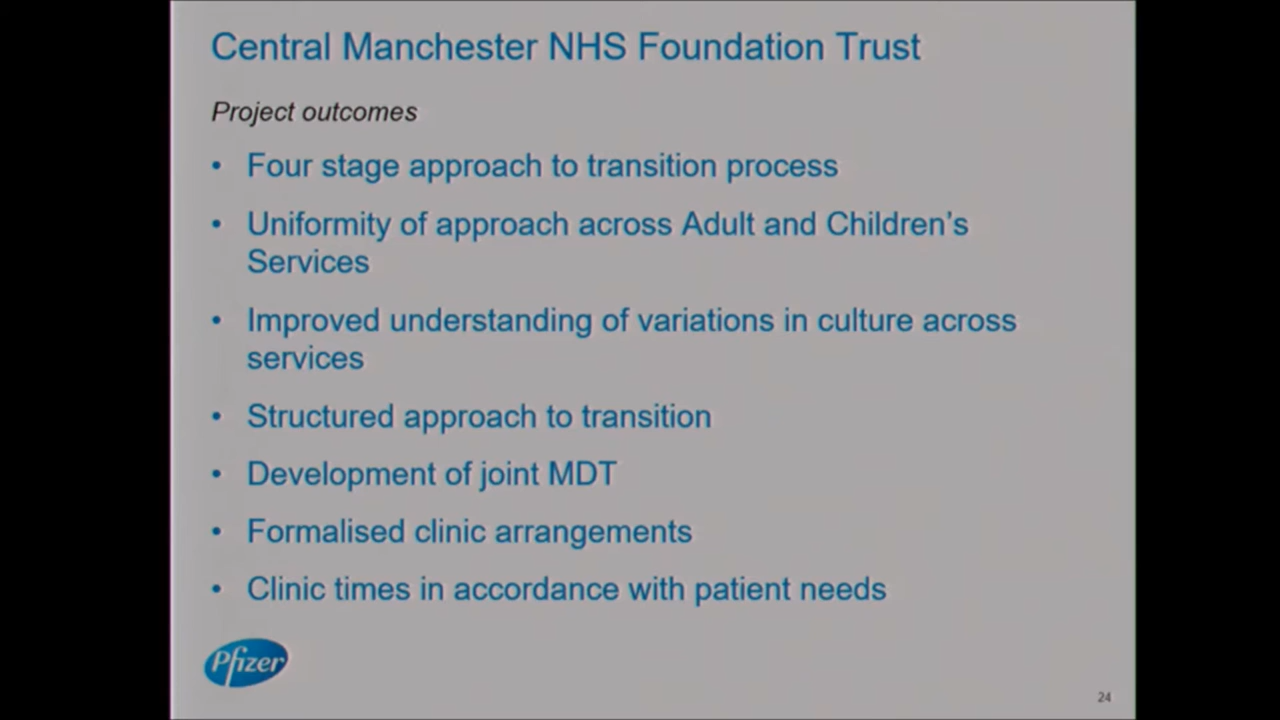 Central Manchester NHS Foundation Trust
Project outcomes
• Four stage approach to transition process
• Uniformity of approach across Adult and Children's
Services
• Improved understanding of variations in culture across
services
• Structured approach to transition
• Development of joint MDT
• Formalised clinic arrangements
• Clinic times in accordance with patient needs
Pfizer
24